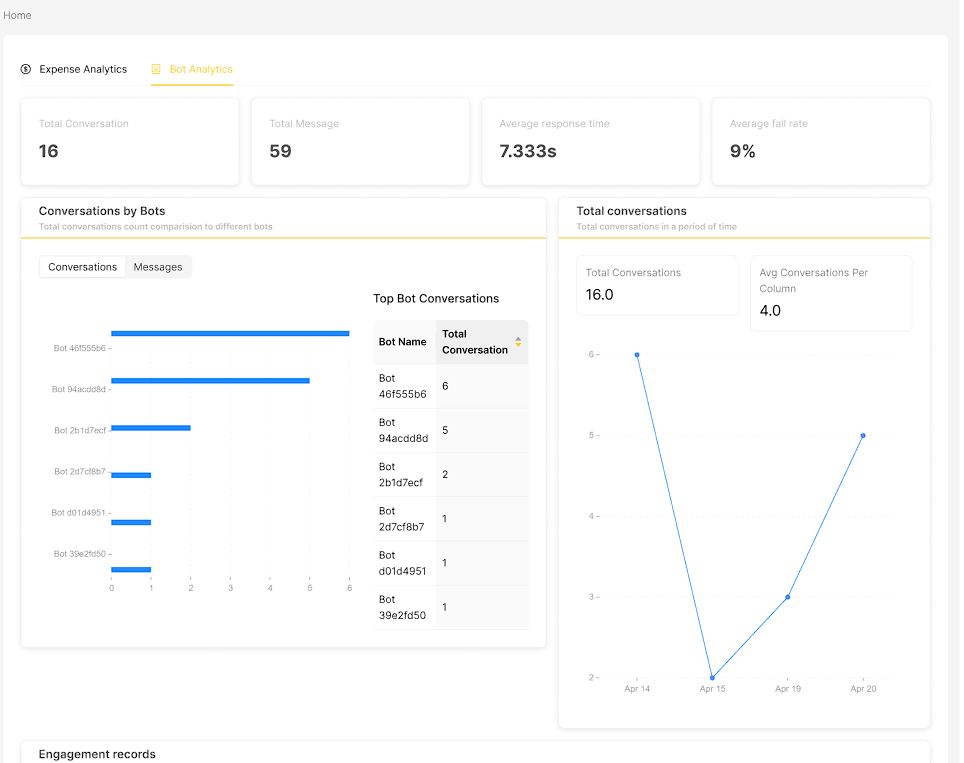 Home
Expense Analytics
Bot Analytics
Total Conversation
16
Total Message
59
Average response time
7.333s
Average fail rate
9%
Conversations by Bots
Total conversations count comparision to different bots
Conversations
Messages
Bot 46f555b6
Bot 94acdd8d
Bot 2b1d7ecf
Bot 2d7cf8b7
Bot d01d4951
Bot 39e2fd50
0 1 2 3 4 5 6
Top Bot Conversations
Bot Name
Total
Conversation
Bot
46f555b6
6
Bot
94acdd8d
5
Bot
2b1d7ecf
2
Bot
2d7cf8b7
1
Bot
d01d4951
1
Bot
39e2fd50
1
Total conversations
Total conversations in a period of time
Total Conversations
16.0
Avg Conversations Per
Column
4.0
6
5
4
3
2
Apr 14 Apr 15 Apr 19 Apr 20
Engagement records